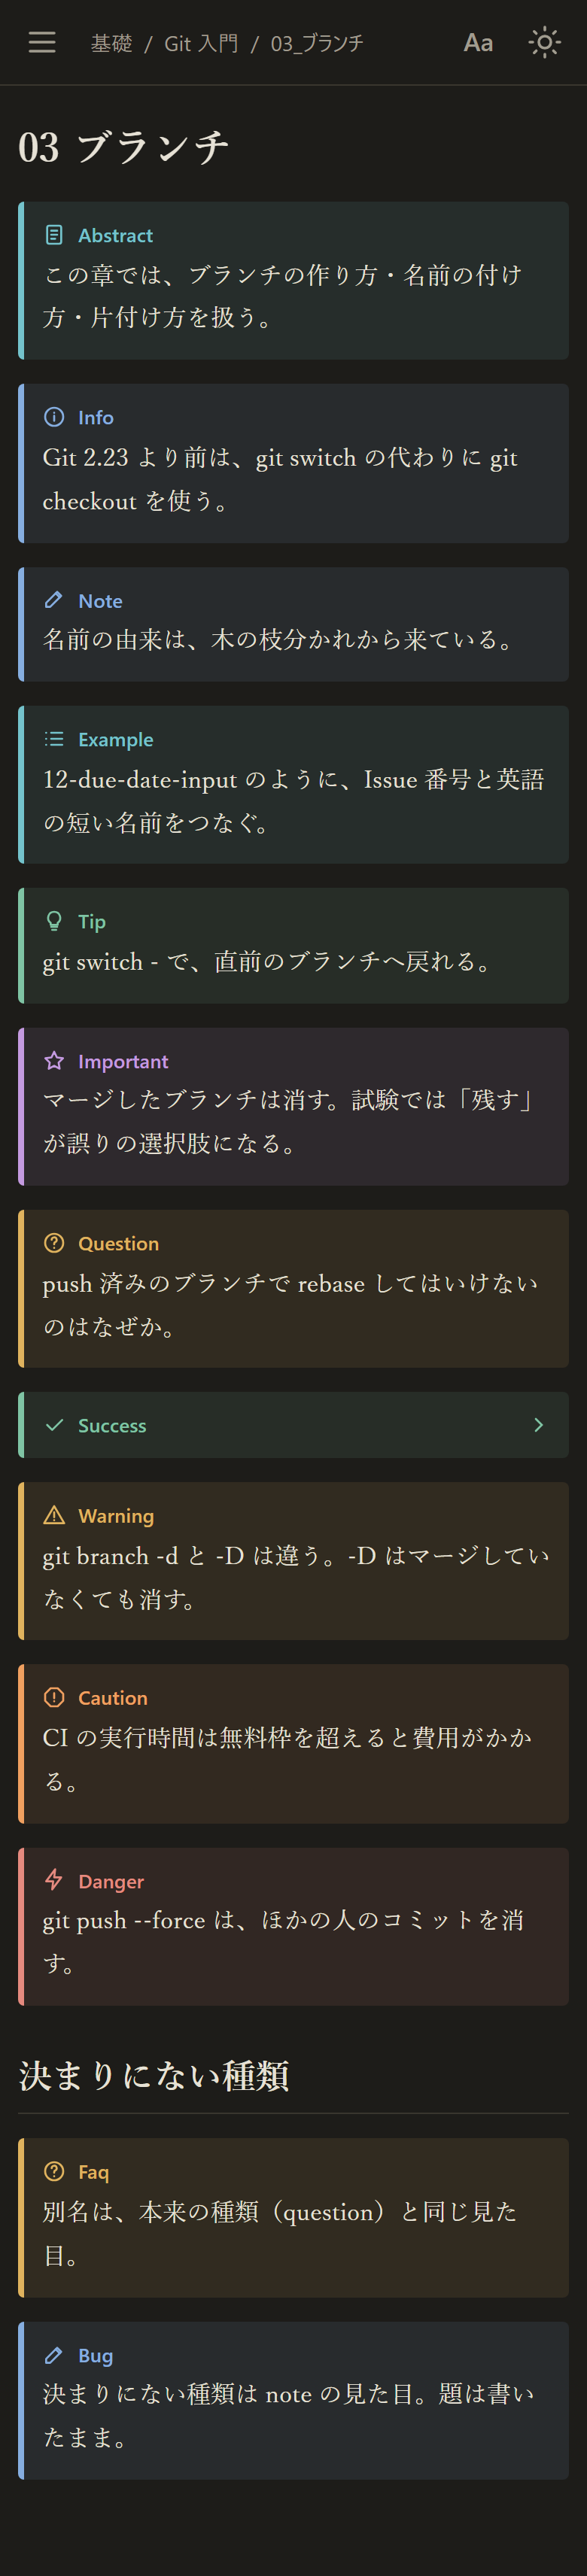 基礎 / Git 入門 / 03_ブランチ Aa
03 ブランチ
Abstract
この章では、ブランチの作り方・名前の付け
方・片付け方を扱う。
Info
Git 2.23 より前は、git switch の代わりに git
checkout を使う。
Note
名前の由来は、木の枝分かれから来ている。
Example
12-due-date-input のように、Issue 番号と英語
の短い名前をつなぐ。
Tip
git switch - で、直前のブランチへ戻れる。
Important
マージしたブランチは消す。試験では「残す」
が誤りの選択肢になる。
Question
push 済みのブランチで rebase してはいけない
のはなぜか。
Success
Warning
git branch -d と -D は違う。-D はマージしてい
なくても消す。
Caution
CI の実行時間は無料枠を超えると費用がかか
る。
Danger
git push --force は、ほかの人のコミットを消
す。
決まりにない種類
Faq
別名は、本来の種類（question）と同じ見た
目。
Bug
決まりにない種類は note の見た目。題は書い
たまま。